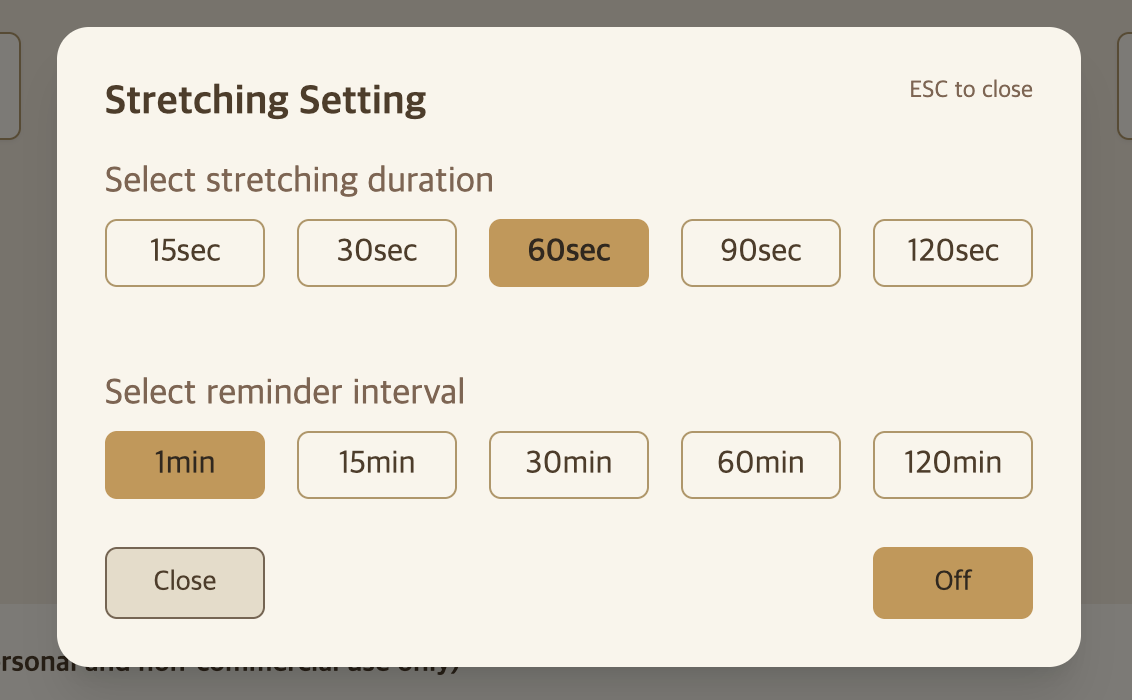 Stretching Setting
ESC to close
Select stretching duration
15sec 30sec 60sec 90sec 120sec
Select reminder interval
1min 15min 30min 60min 120min
Close Off
and non-commercial use only)